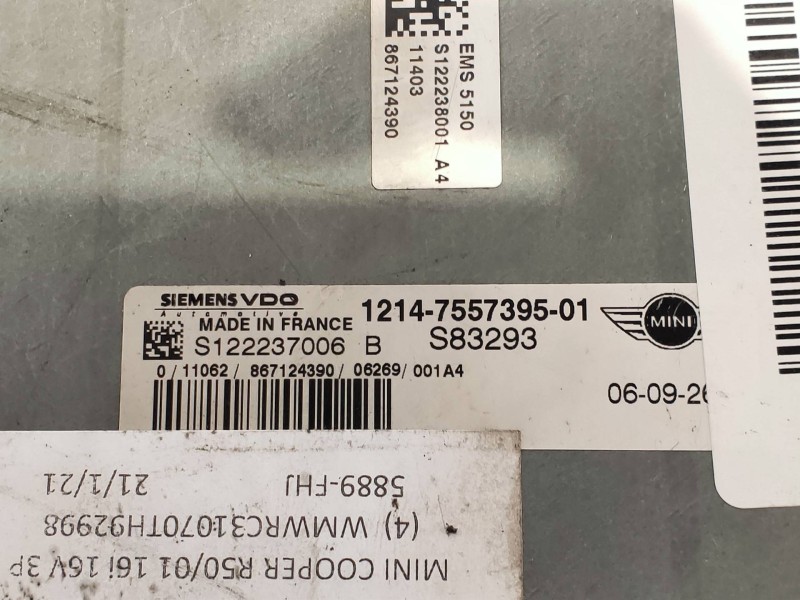 EMS 5150
S122238001 A4
11403
867124390
SIEMENS VDO
Automotive
MADE IN FRANCE
1214-7557395-01
MINI
S122237006 B
S83293
0/11062/867124390/06269/001A4
06-09-26
MINI COOPER R50/01 16i 16V 3P
(4) WMWRC31070TH92998
5889-FHJ 21/1/21